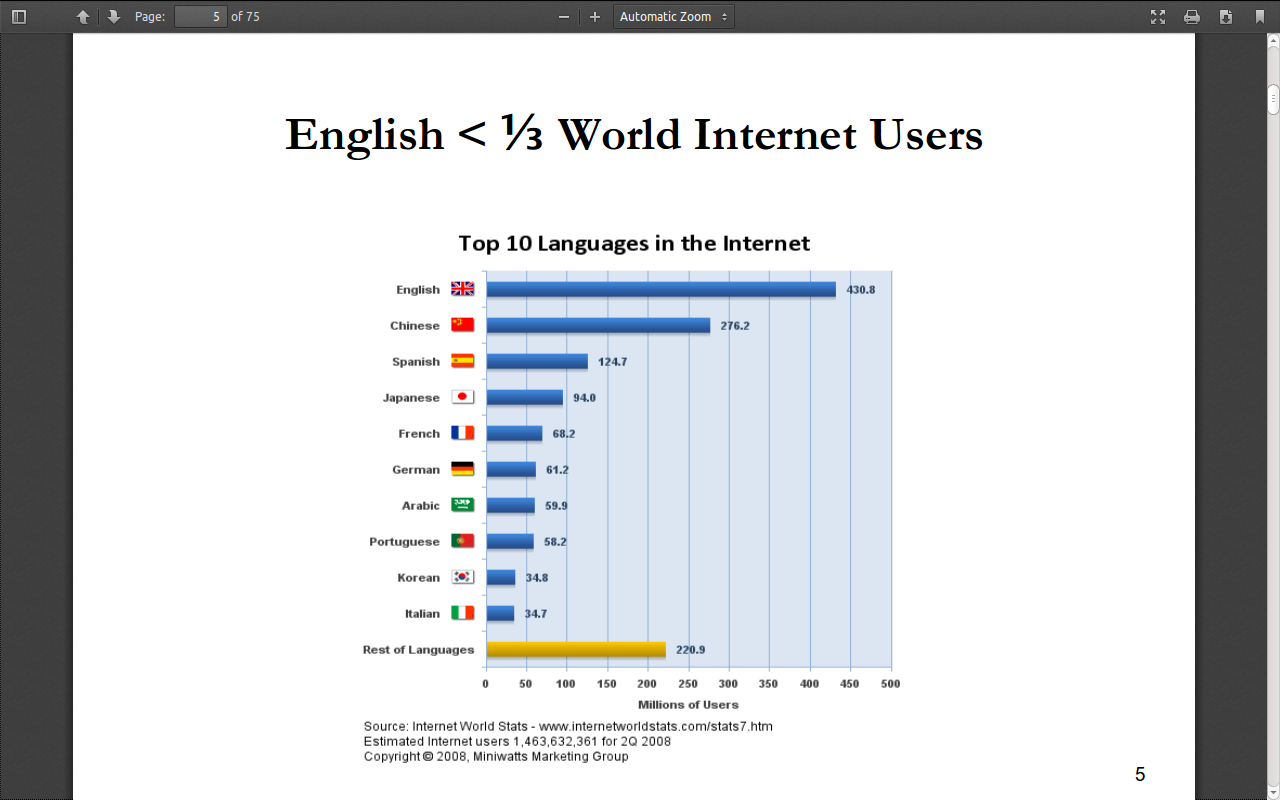 Page: 5 of 75 Automatic Zoom
English < ⅓ World Internet Users
Top 10 Languages in the Internet
English 430.8
Chinese 276.2
Spanish 124.7
Japanese 94.0
French 68.2
German 61.2
Arabic 59.9
Portuguese 58.2
Korean 34.8
Italian 34.7
Rest of Languages 220.9
0 50 100 150 200 250 300 350 400 450 500
Millions of Users
Source: Internet World Stats - www.internetworldstats.com/stats7.htm
Estimated Internet users 1,463,632,361 for 2Q 2008
Copyright © 2008, Miniwatts Marketing Group
5